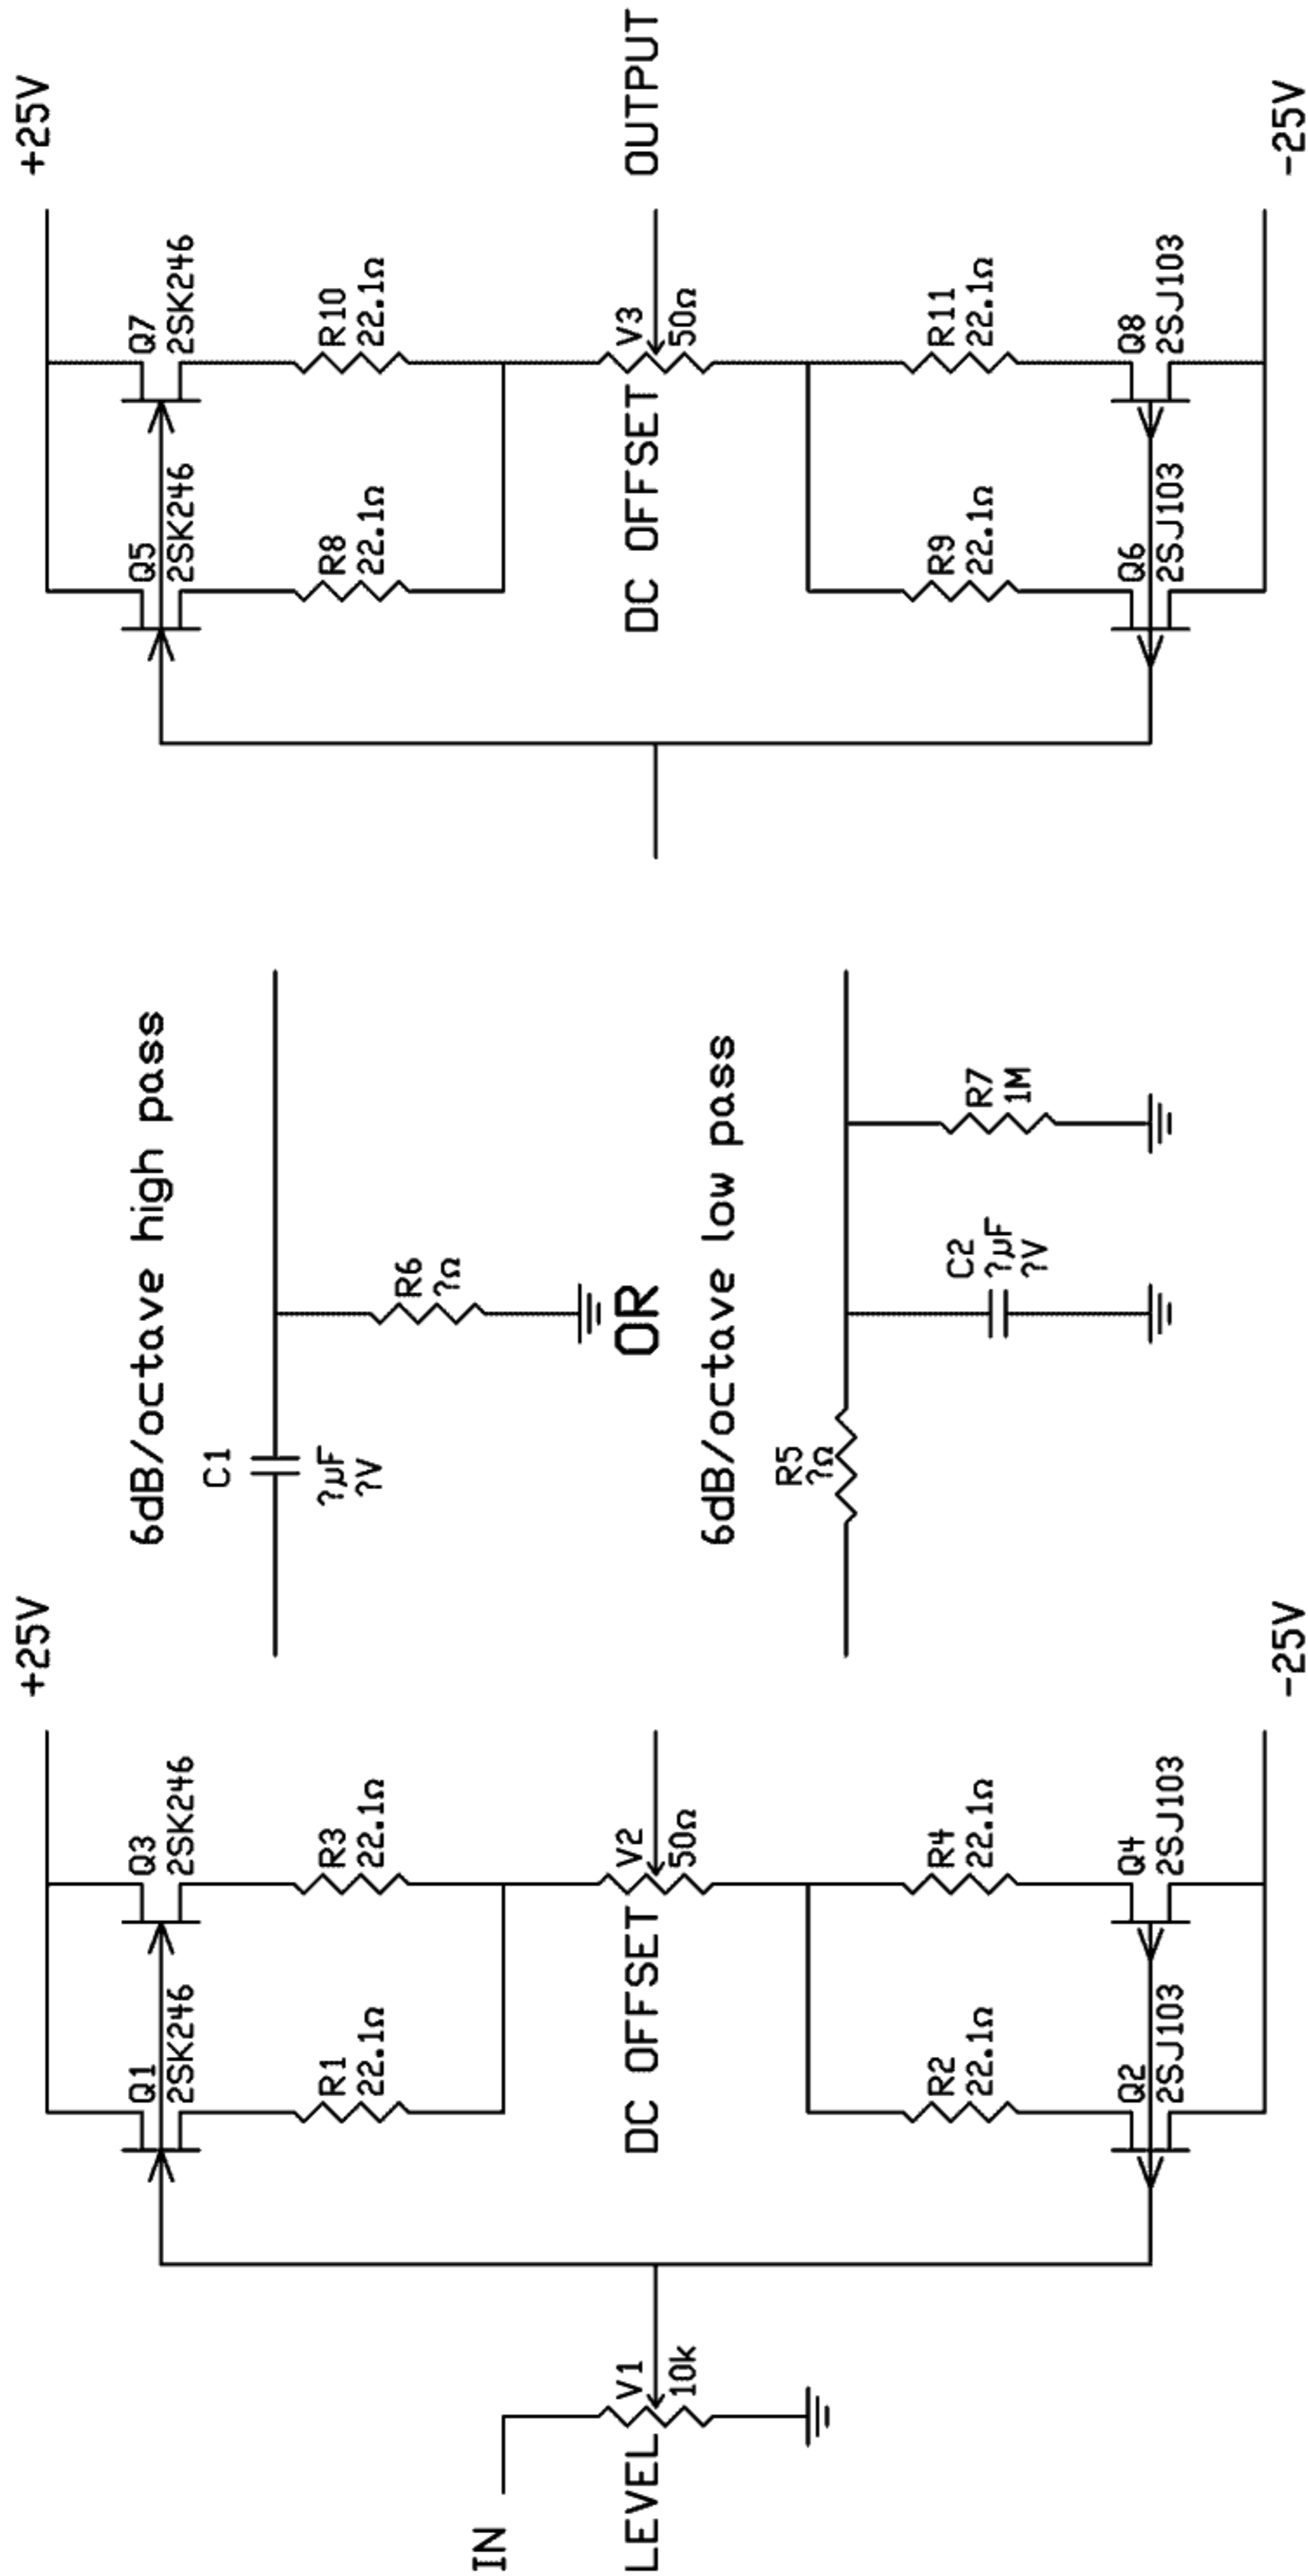 +25V
+25V
Q1
2SK246
Q3
2SK246
Q5
2SK246
Q7
2SK246
6dB/octave high pass
C1
?µF
?V
R6
?Ω
R1
22.1Ω
R3
22.1Ω
R8
22.1Ω
R10
22.1Ω
IN
LEVEL
V1
10k
DC OFFSET
V2
50Ω
OR
DC OFFSET
V3
50Ω
OUTPUT
6dB/octave low pass
R5
?Ω
C2
?µF
?V
R7
1M
R2
22.1Ω
R4
22.1Ω
R9
22.1Ω
R11
22.1Ω
Q2
2SJ103
Q4
2SJ103
Q6
2SJ103
Q8
2SJ103
-25V
-25V